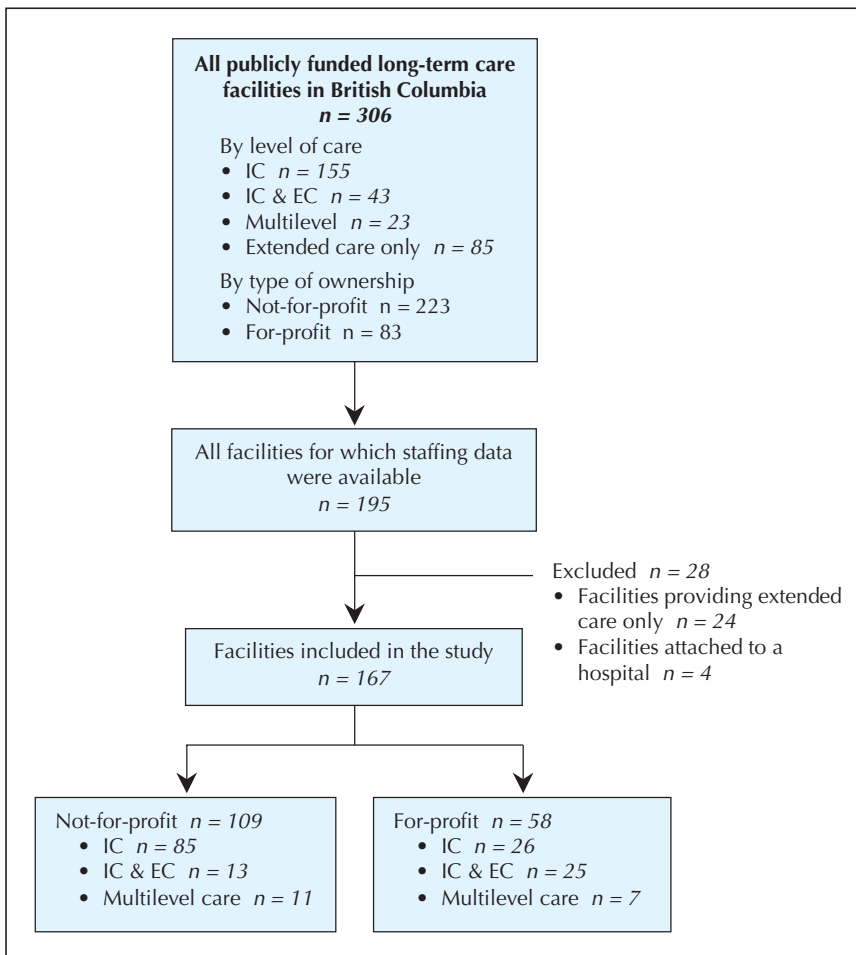 All publicly funded long-term care
facilities in British Columbia
n = 306
By level of care
• IC n = 155
• IC & EC n = 43
• Multilevel n = 23
• Extended care only n = 85
By type of ownership
• Not-for-profit n = 223
• For-profit n = 83
All facilities for which staffing data
were available
n = 195
Excluded n = 28
• Facilities providing extended
care only n = 24
• Facilities attached to a
hospital n = 4
Facilities included in the study
n = 167
Not-for-profit n = 109
• IC n = 85
• IC & EC n = 13
• Multilevel care n = 11
For-profit n = 58
• IC n = 26
• IC & EC n = 25
• Multilevel care n = 7